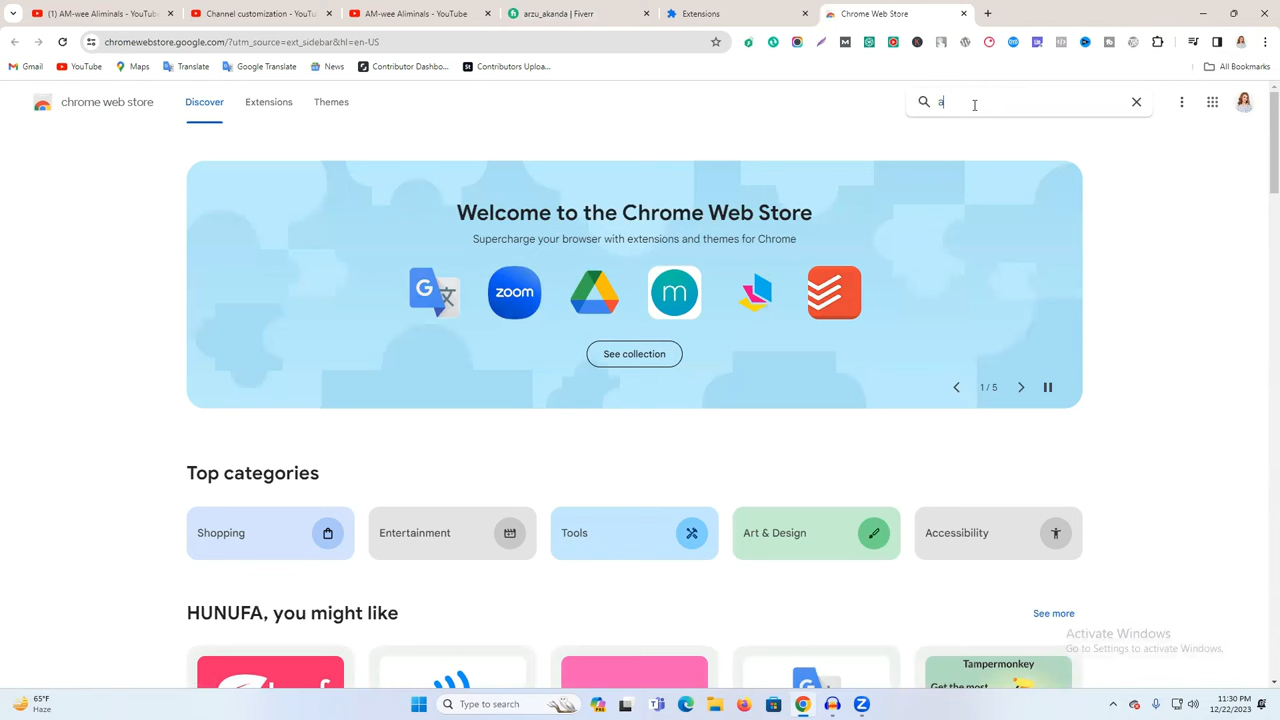 (1) AM-wee Aliminals - YouTu
Channel customization - YouTu
AM-wee Aliminals - YouTube
arzu_akanda | Fiverr
Extensions
Chrome Web Store
chromewebstore.google.com/?utm_source=ext_sidebar&hl=en-US
Gmail
YouTube
Maps
Translate
Google Translate
News
Contributor Dashbo...
Contributors Uploa...
All Bookmarks
chrome web store
Discover
Extensions
Themes
a
Welcome to the Chrome Web Store
Supercharge your browser with extensions and themes for Chrome
zoom
m
See collection
1 / 5
Top categories
Shopping
Entertainment
Tools
Art & Design
Accessibility
HUNUFA, you might like
See more
Activate Windows
Go to Settings to activate Windows.
Tampermonkey
Get the most
65°F
Haze
Type to search
11:30 PM
12/22/2023